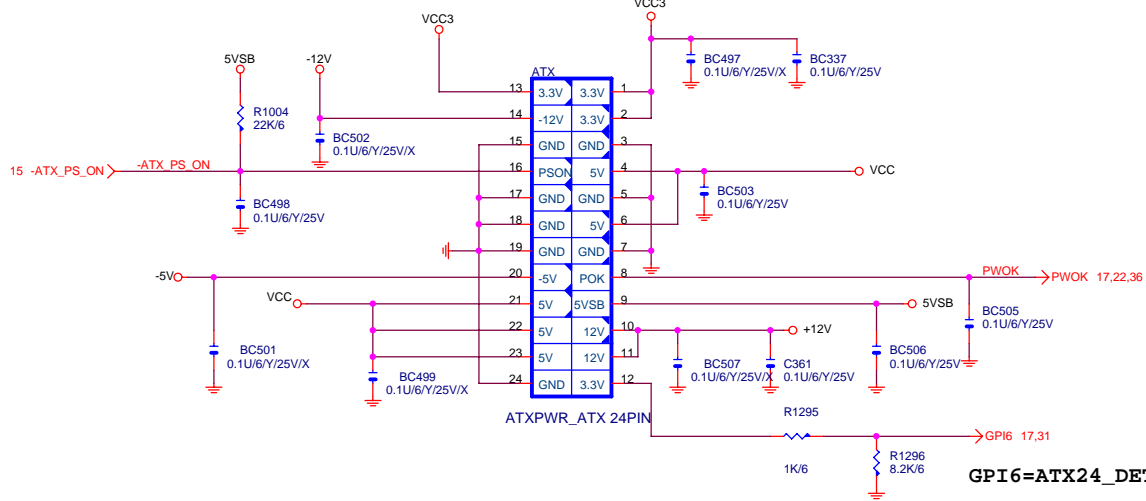 VCC3
VCC3
BC497
0.1U/6/Y/25V/X
BC337
0.1U/6/Y/25V
5VSB
-12V
ATX
R1004
22K/6
BC502
0.1U/6/Y/25V/X
13 3.3V 3.3V 1
14 -12V 3.3V 2
15 GND GND 3
16 PSON 5V 4
17 GND GND 5
18 GND 5V 6
19 GND GND 7
20 -5V POK 8
21 5V 5VSB 9
22 5V 12V 10
23 5V 12V 11
24 GND 3.3V 12
ATXPWR_ATX 24PIN
15 -ATX_PS_ON
-ATX_PS_ON
BC498
0.1U/6/Y/25V
VCC
BC503
0.1U/6/Y/25V
-5V
PWOK
PWOK 17,22,36
VCC
5VSB
BC505
0.1U/6/Y/25V
+12V
BC501
0.1U/6/Y/25V/X
BC499
0.1U/6/Y/25V/X
BC507
0.1U/6/Y/25V/X
C361
0.1U/6/Y/25V
BC506
0.1U/6/Y/25V
R1295
1K/6
GPI6 17,31
R1296
8.2K/6
GPI6=ATX24_DET